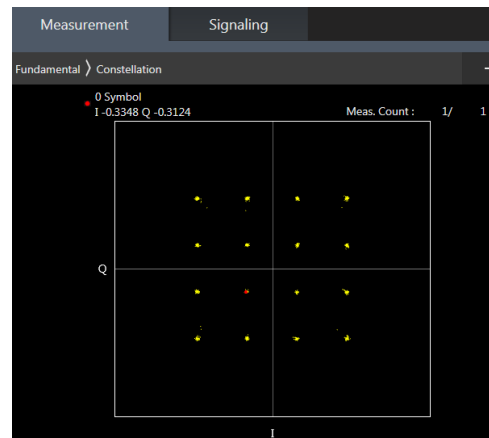 Measurement Signaling
Fundamental 〉 Constellation
0 Symbol
I -0.3348 Q -0.3124 Meas. Count : 1/ 1
Q
I